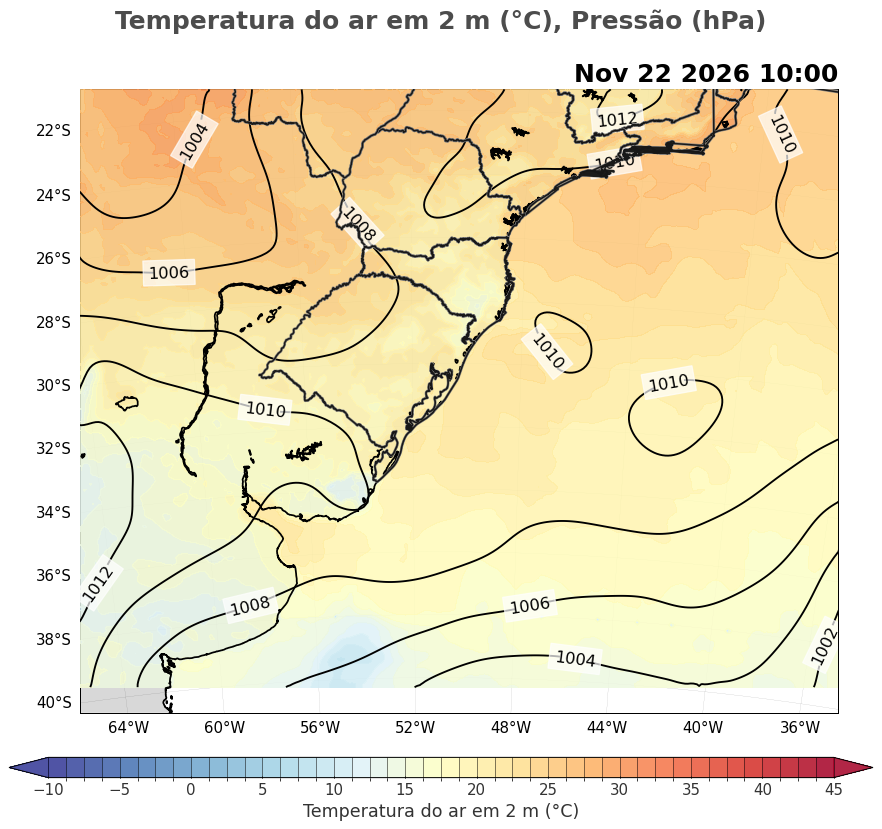 Temperatura do ar em 2 m (°C), Pressão (hPa)
Nov 22 2026 10:00
22°S
24°S
26°S
28°S
30°S
32°S
34°S
36°S
38°S
40°S
1004
1012
1010
1010
1008
1006
1010
1010
1010
1012
1008
1006
1004
1002
64°W 60°W 56°W 52°W 48°W 44°W 40°W 36°W
−10 −5 0 5 10 15 20 25 30 35 40 45
Temperatura do ar em 2 m (°C)